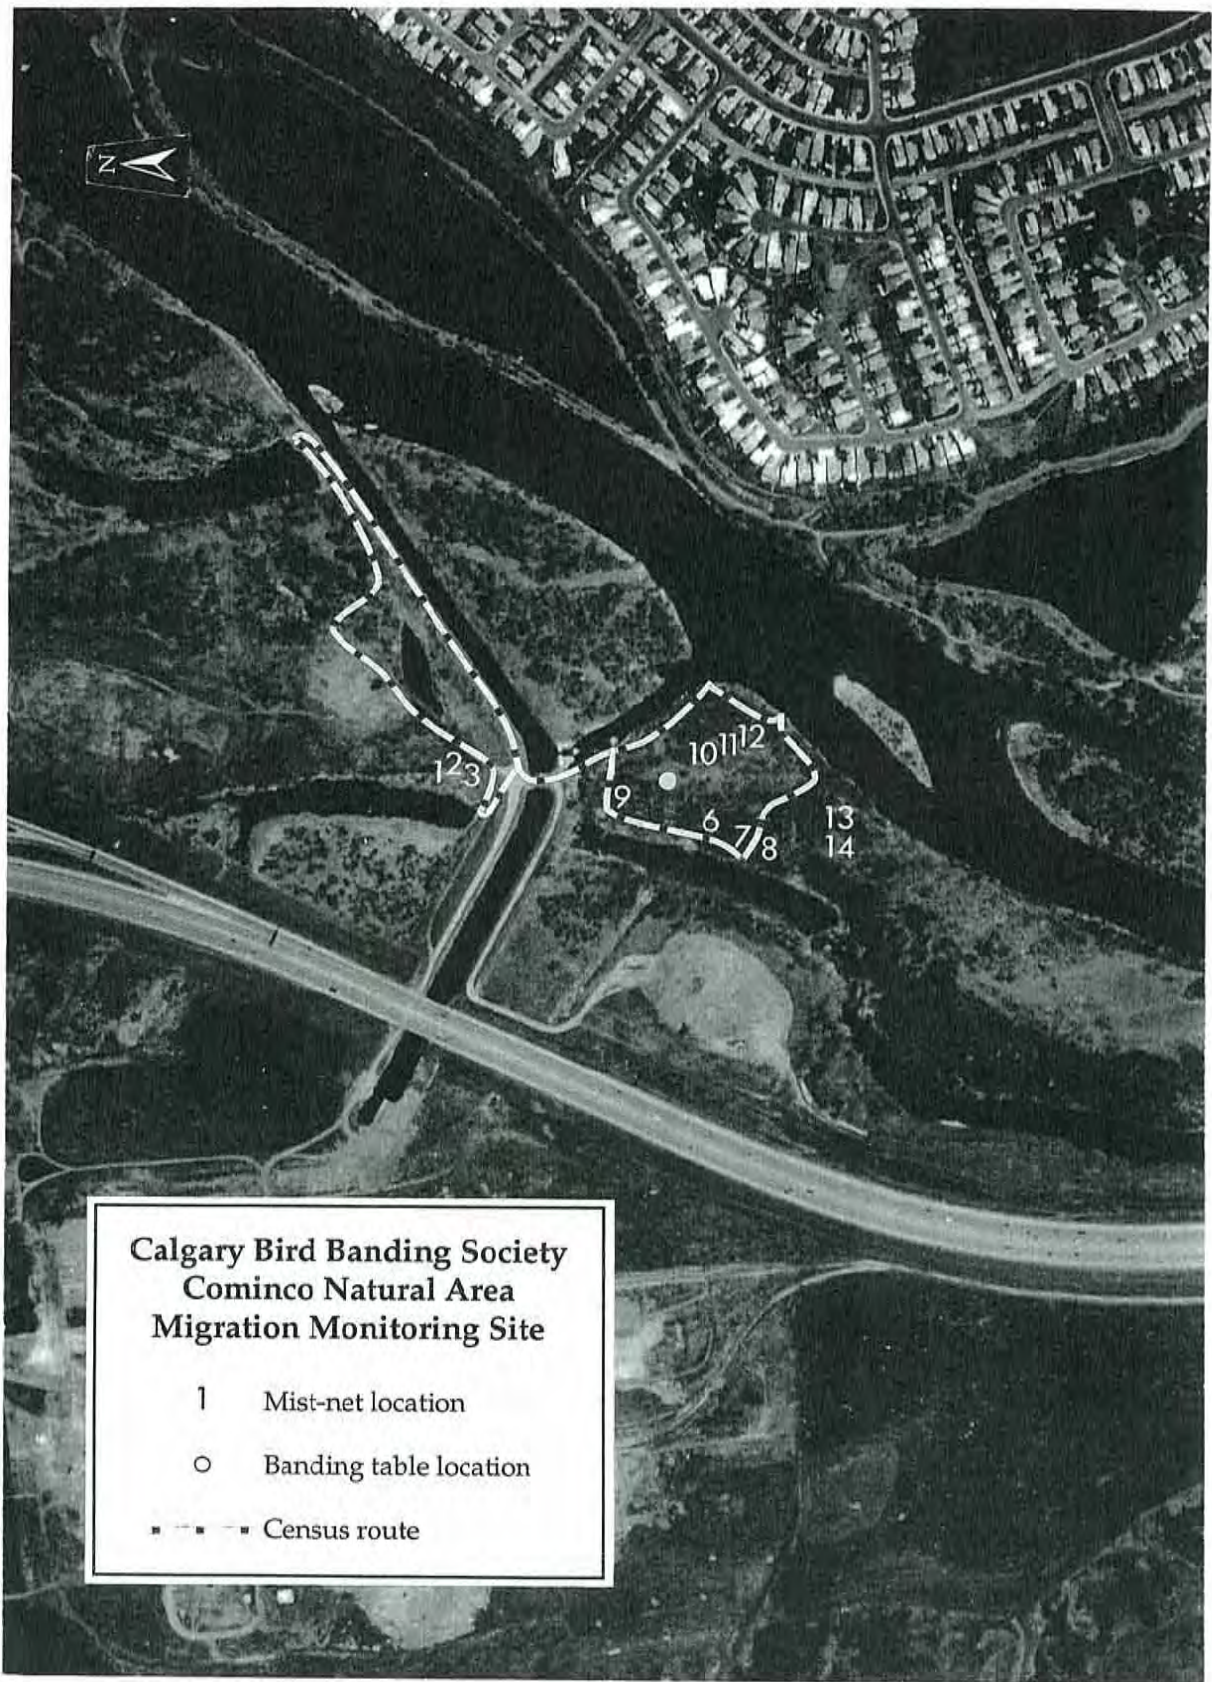 N
10 11 12
1 2 3
9
6
7
8
13
14
Calgary Bird Banding Society
Cominco Natural Area
Migration Monitoring Site
1 Mist-net location
Banding table location
Census route